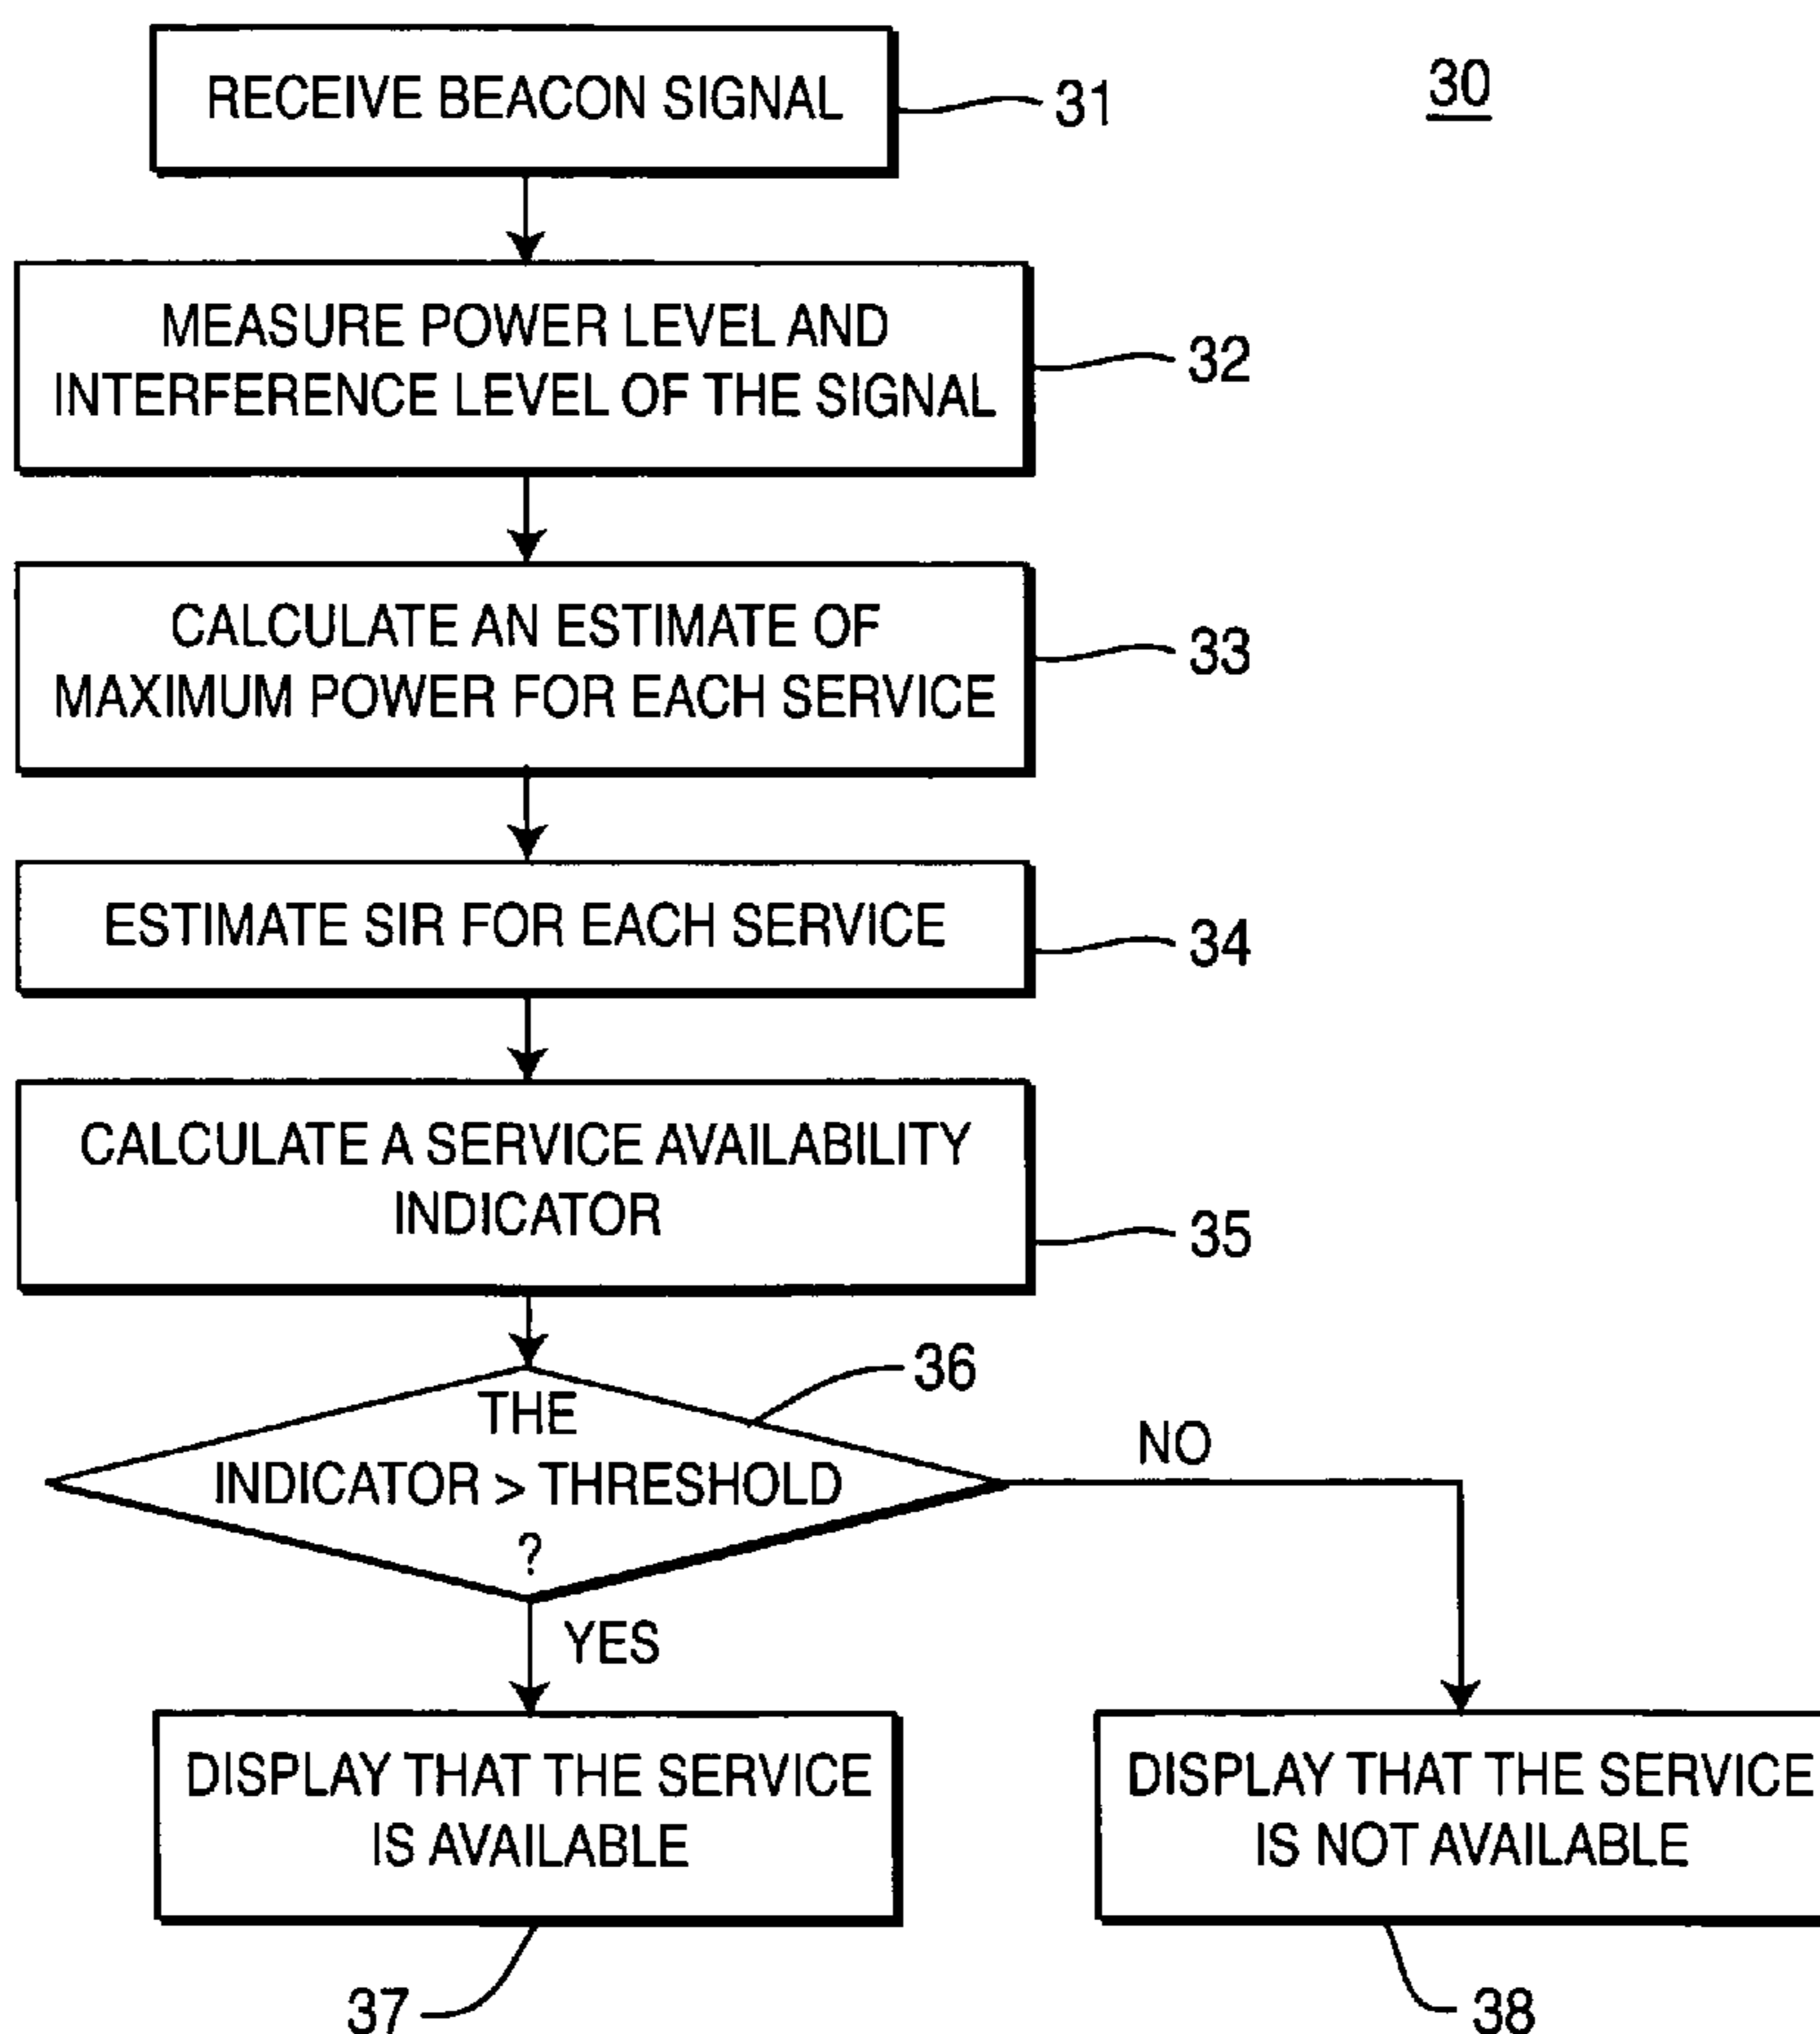 RECEIVE BEACON SIGNAL
31
30
MEASURE POWER LEVEL AND
INTERFERENCE LEVEL OF THE SIGNAL
32
CALCULATE AN ESTIMATE OF
MAXIMUM POWER FOR EACH SERVICE
33
ESTIMATE SIR FOR EACH SERVICE
34
CALCULATE A SERVICE AVAILABILITY
INDICATOR
35
36
THE
INDICATOR > THRESHOLD
?
NO
YES
DISPLAY THAT THE SERVICE
IS AVAILABLE
DISPLAY THAT THE SERVICE
IS NOT AVAILABLE
37
38